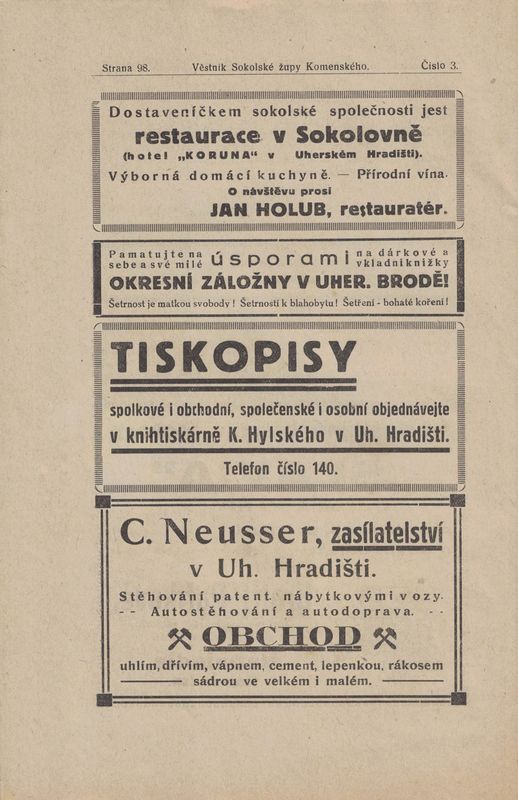 Strana 98. Věstník Sokolské župy Komenského. Číslo 3.
Dostaveníčkem sokolské společnosti jest
restaurace v Sokolovně
(hotel „KORUNA“ v Uherském Hradišti).
Výborná domácí kuchyně. — Přírodní vína.
O návštěvu prosí
JAN HOLUB, restauratér.
Pamatujte na
sebe a své milé
úsporami
na dárkové a
vkladní knížky
OKRESNÍ ZÁLOŽNY V UHER. BRODĚ!
Šetrnost je matkou svobody! Šetrností k blahobytu! Šetření - bohaté koření!
TISKOPISY
spolkové i obchodní, společenské i osobní objednávejte
v knihtiskárně K. Hylského v Uh. Hradišti.
Telefon číslo 140.
C. Neusser, zasílatelství
v Uh. Hradišti.
Stěhování patent. nábytkovými vozy.
- - Autostěhování a autodoprava. - -
OBCHOD
uhlím, dřívím, vápnem, cement, lepenkou, rákosem
sádrou ve velkém i malém.